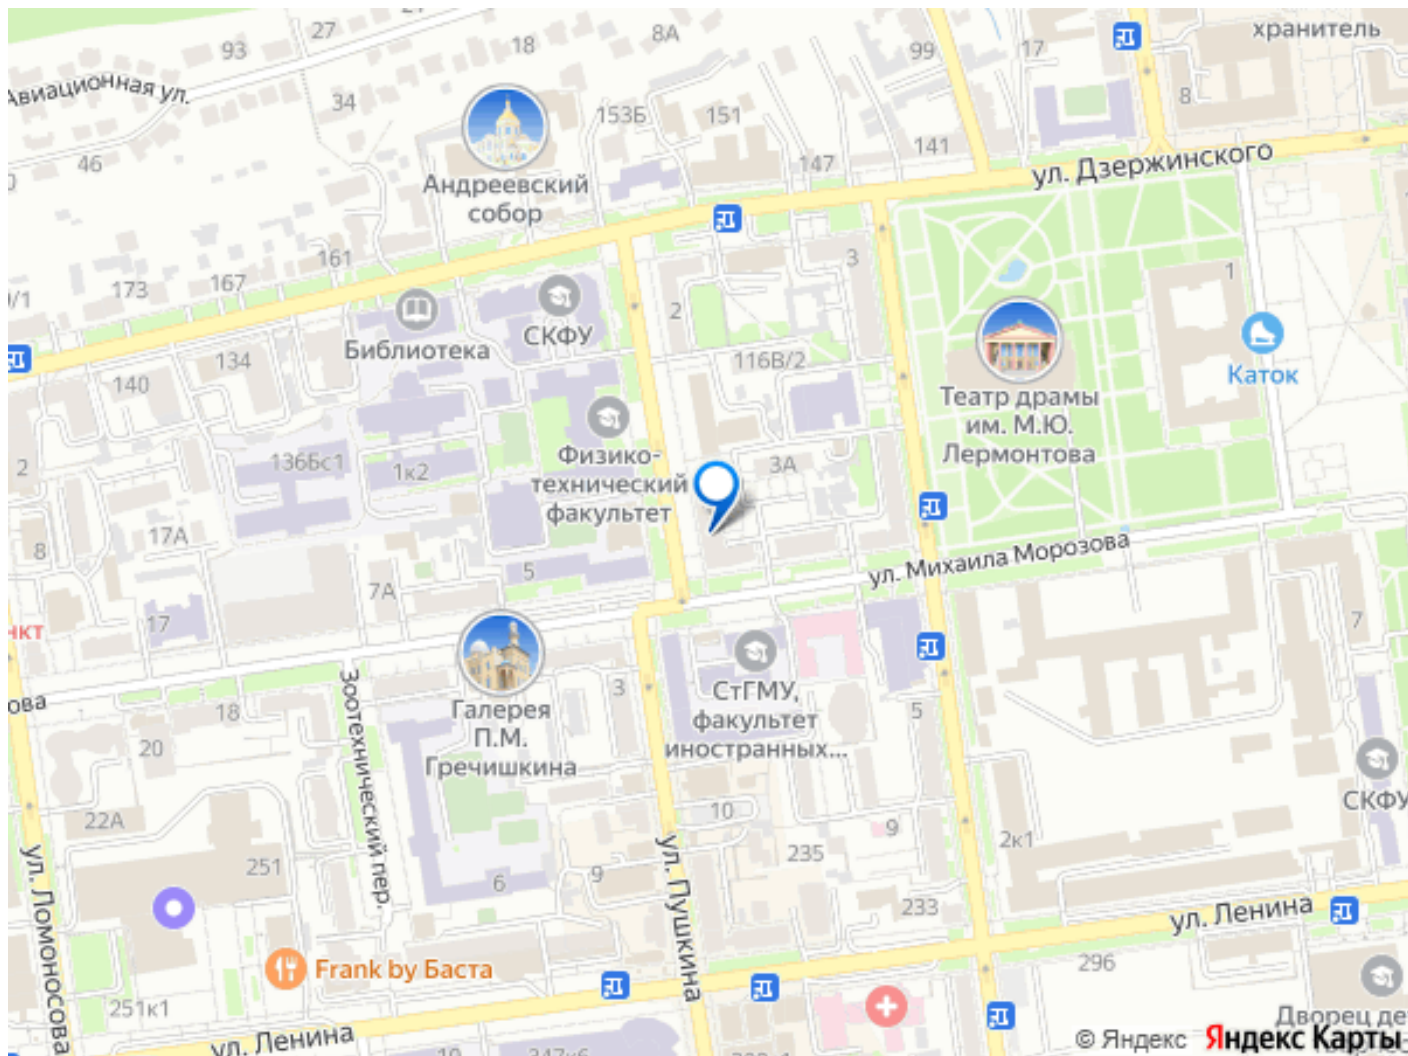 27
93
18
8А
99
17
хранитель
Авиационная ул.
34
153Б
151
8
46
147
141
Андреевский
собор
ул. Дзержинского
161
167
173
3
1
СКФУ
2
Библиотека
134
140
116В/2
Каток
Театр драмы
им. М.Ю.
Лермонтова
Физико-
технический
факультет
136Бс1
1к2
3А
2
17А
8
5
7А
ул. Михаила Морозова
17
7
Зоотехнический пер.
3
СтГМУ,
факультет
иностранных...
Галерея
П.М.
Гречишкина
18
20
5
22А
10
СКФУ
9
2к1
251
235
6
9
ул. Ломоносова
ул. Пушкина
233
ул. Ленина
Frank by Баста
296
251к1
ул. Ленина
© Яндекс
Яндекс Карты